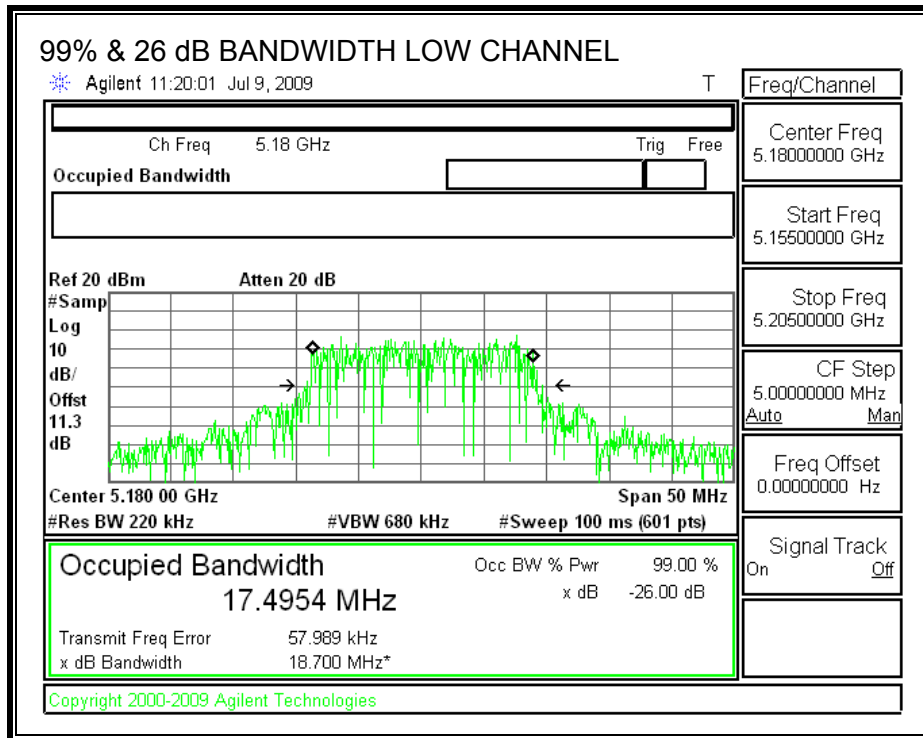 99% & 26 dB BANDWIDTH LOW CHANNEL
Agilent 11:20:01 Jul 9, 2009 T
Freq/Channel
Ch Freq 5.18 GHz Trig Free
Occupied Bandwidth
Center Freq
5.18000000 GHz
Start Freq
5.15500000 GHz
Stop Freq
5.20500000 GHz
CF Step
5.00000000 MHz
Auto Man
Freq Offset
0.00000000 Hz
Signal Track
On Off
Ref 20 dBm Atten 20 dB
#Samp
Log
10
dB/
Offst
11.3
dB
Center 5.180 00 GHz Span 50 MHz
#Res BW 220 kHz #VBW 680 kHz #Sweep 100 ms (601 pts)
Occupied Bandwidth Occ BW % Pwr 99.00 %
17.4954 MHz x dB -26.00 dB
Transmit Freq Error 57.989 kHz
x dB Bandwidth 18.700 MHz*
Copyright 2000-2009 Agilent Technologies